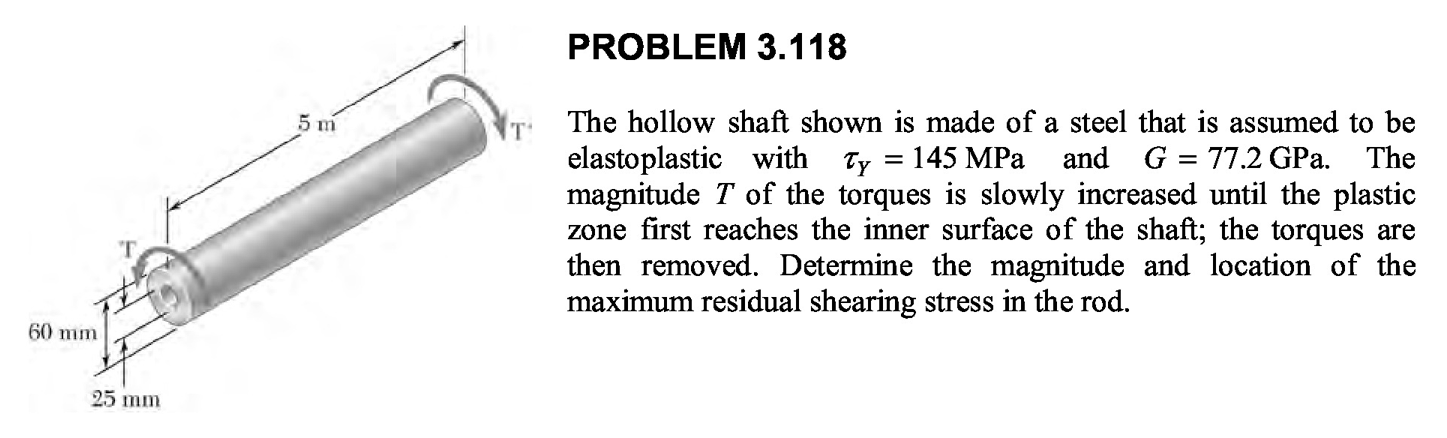 PROBLEM 3.118
The hollow shaft shown is made of a steel that is assumed to be
elastoplastic with τY = 145 MPa and G = 77.2 GPa. The
magnitude T of the torques is slowly increased until the plastic
zone first reaches the inner surface of the shaft; the torques are
then removed. Determine the magnitude and location of the
maximum residual shearing stress in the rod.
5 m
T'
T
60 mm
25 mm